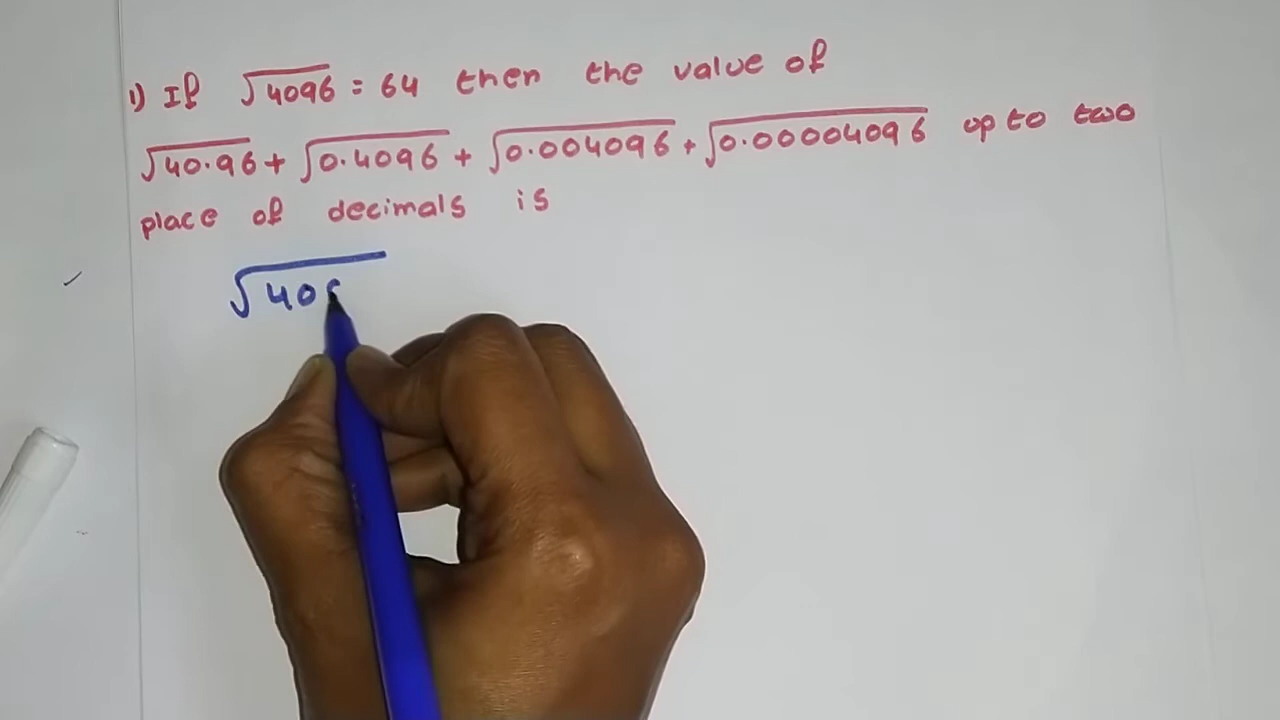 1) If √4096 = 64 then the value of
√40.96 + √0.4096 + √0.004096 + √0.00004096 up to two
place of decimals is
√40